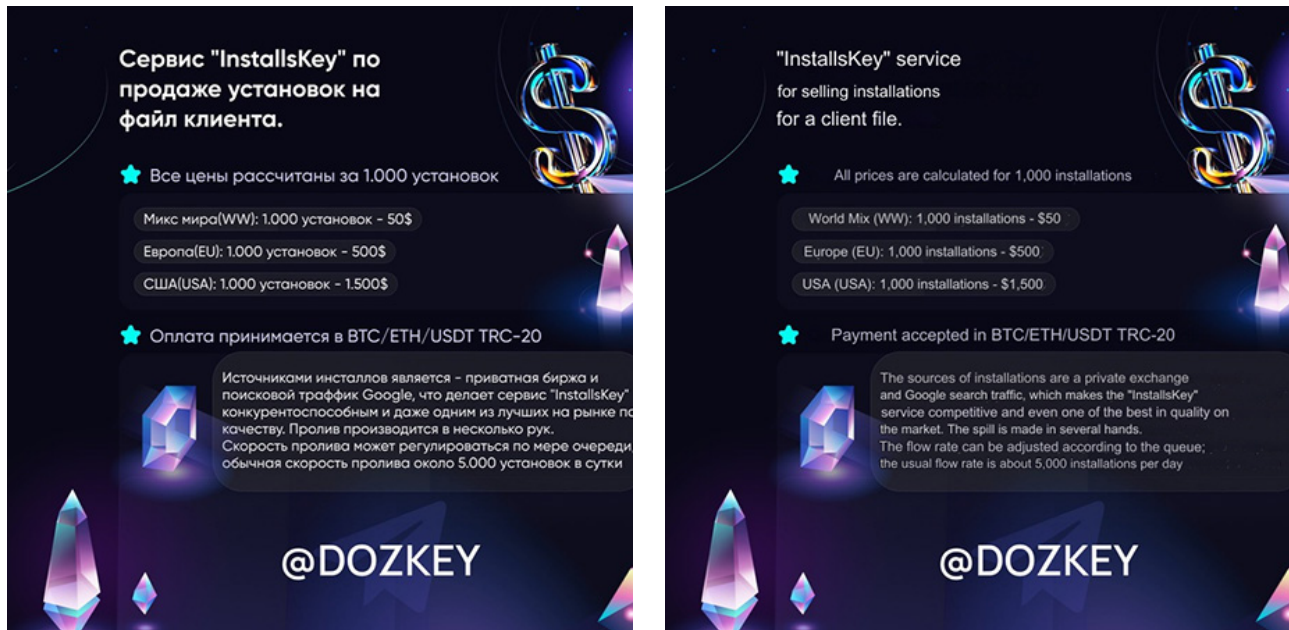 Сервис "InstallsKey" по
продаже установок на
файл клиента.
Все цены рассчитаны за 1.000 установок
Микс мира(WW): 1.000 установок - 50$
Европа(EU): 1.000 установок - 500$
США(USA): 1.000 установок - 1.500$
Оплата принимается в BTC/ETH/USDT TRC-20
Источниками инсталлов является - приватная биржа и
поисковой траффик Google, что делает сервис "InstallsKey"
конкурентоспособным и даже одним из лучших на рынке по
качеству. Пролив производится в несколько рук.
Скорость пролива может регулироваться по мере очереди,
обычная скорость пролива около 5.000 установок в сутки
@DOZKEY
"InstallsKey" service
for selling installations
for a client file.
All prices are calculated for 1,000 installations
World Mix (WW): 1,000 installations - $50
Europe (EU): 1,000 installations - $500
USA (USA): 1,000 installations - $1,500
Payment accepted in BTC/ETH/USDT TRC-20
The sources of installations are a private exchange
and Google search traffic, which makes the "InstallsKey"
service competitive and even one of the best in quality on
the market. The spill is made in several hands.
The flow rate can be adjusted according to the queue;
the usual flow rate is about 5,000 installations per day
@DOZKEY